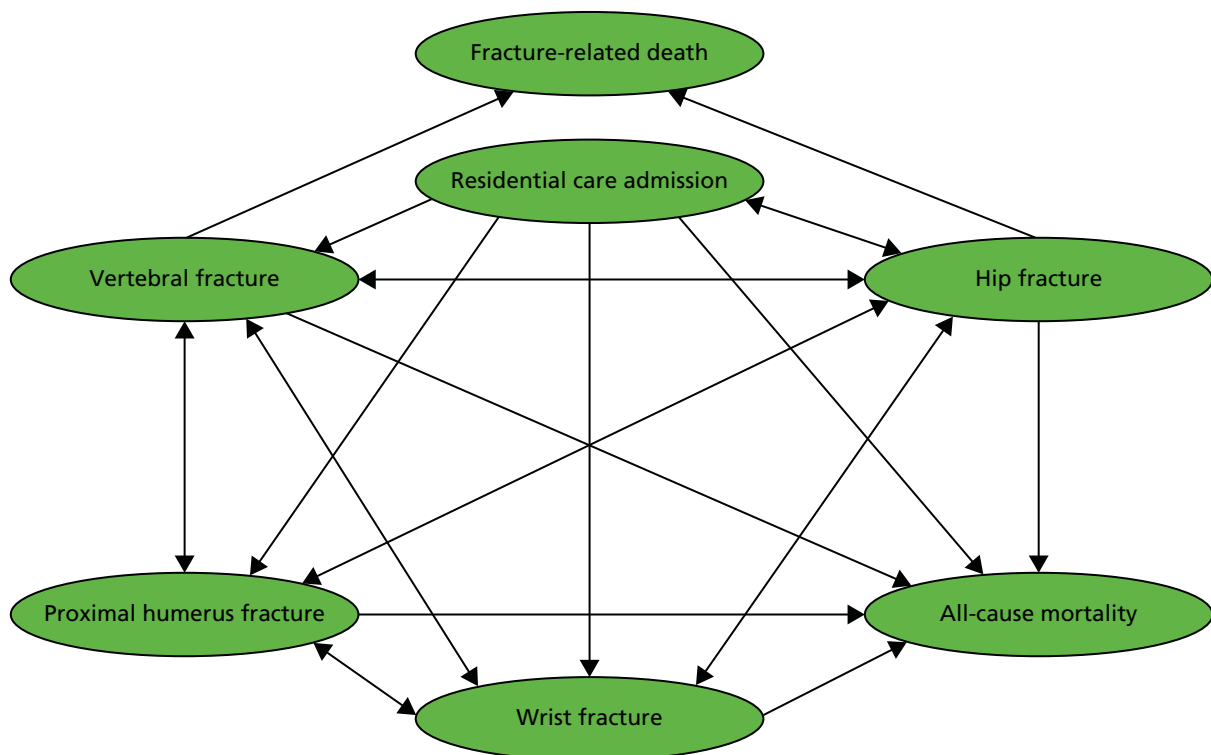 Fracture-related death
Residential care admission
Vertebral fracture
Hip fracture
Proximal humerus fracture
All-cause mortality
Wrist fracture